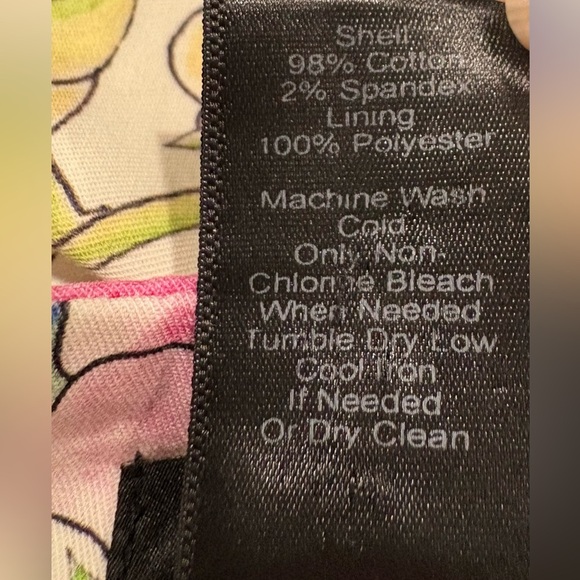 Shell
98% Cotton
2% Spandex
Lining
100% Polyester
Machine Wash
Cold
Only Non-
Chlorine Bleach
When Needed
Tumble Dry Low
Cool Iron
If Needed
Or Dry Clean